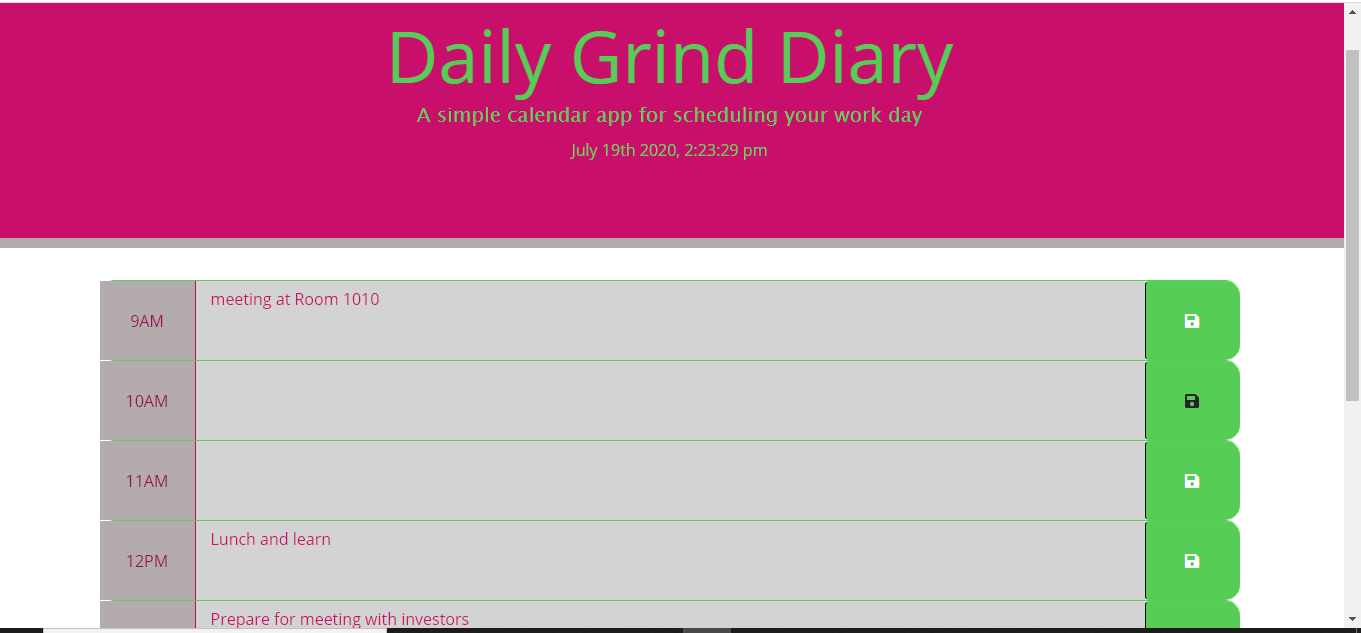 Daily Grind Diary
A simple calendar app for scheduling your work day
July 19th 2020, 2:23:29 pm
9AM
meeting at Room 1010
10AM
11AM
12PM
Lunch and learn
Prepare for meeting with investors